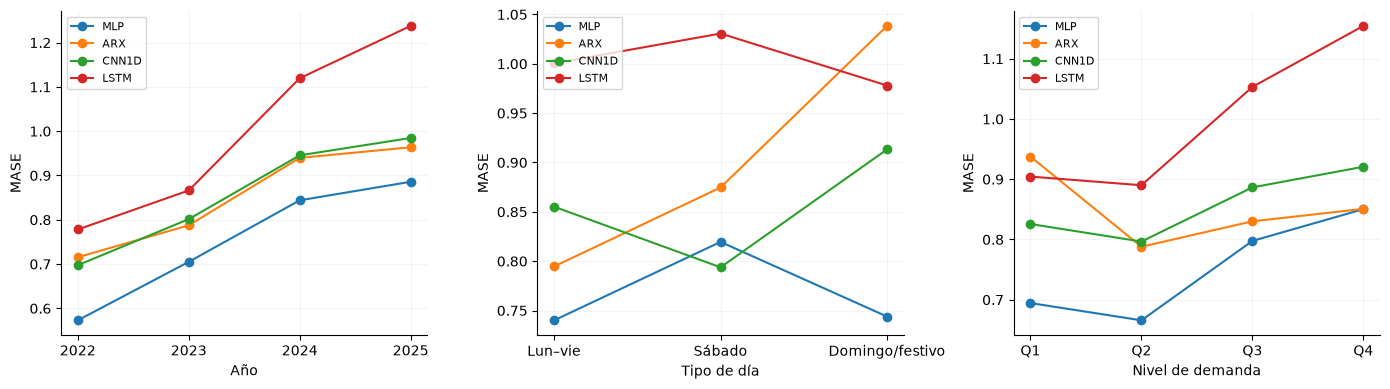 MLP
ARX
CNN1D
LSTM
1.2
1.1
1.0
0.9
0.8
0.7
0.6
MASE
2022 2023 2024 2025
Año
MLP
ARX
CNN1D
LSTM
1.05
1.00
0.95
0.90
0.85
0.80
0.75
MASE
Lun–vie Sábado Domingo/festivo
Tipo de día
MLP
ARX
CNN1D
LSTM
1.1
1.0
0.9
0.8
0.7
MASE
Q1 Q2 Q3 Q4
Nivel de demanda